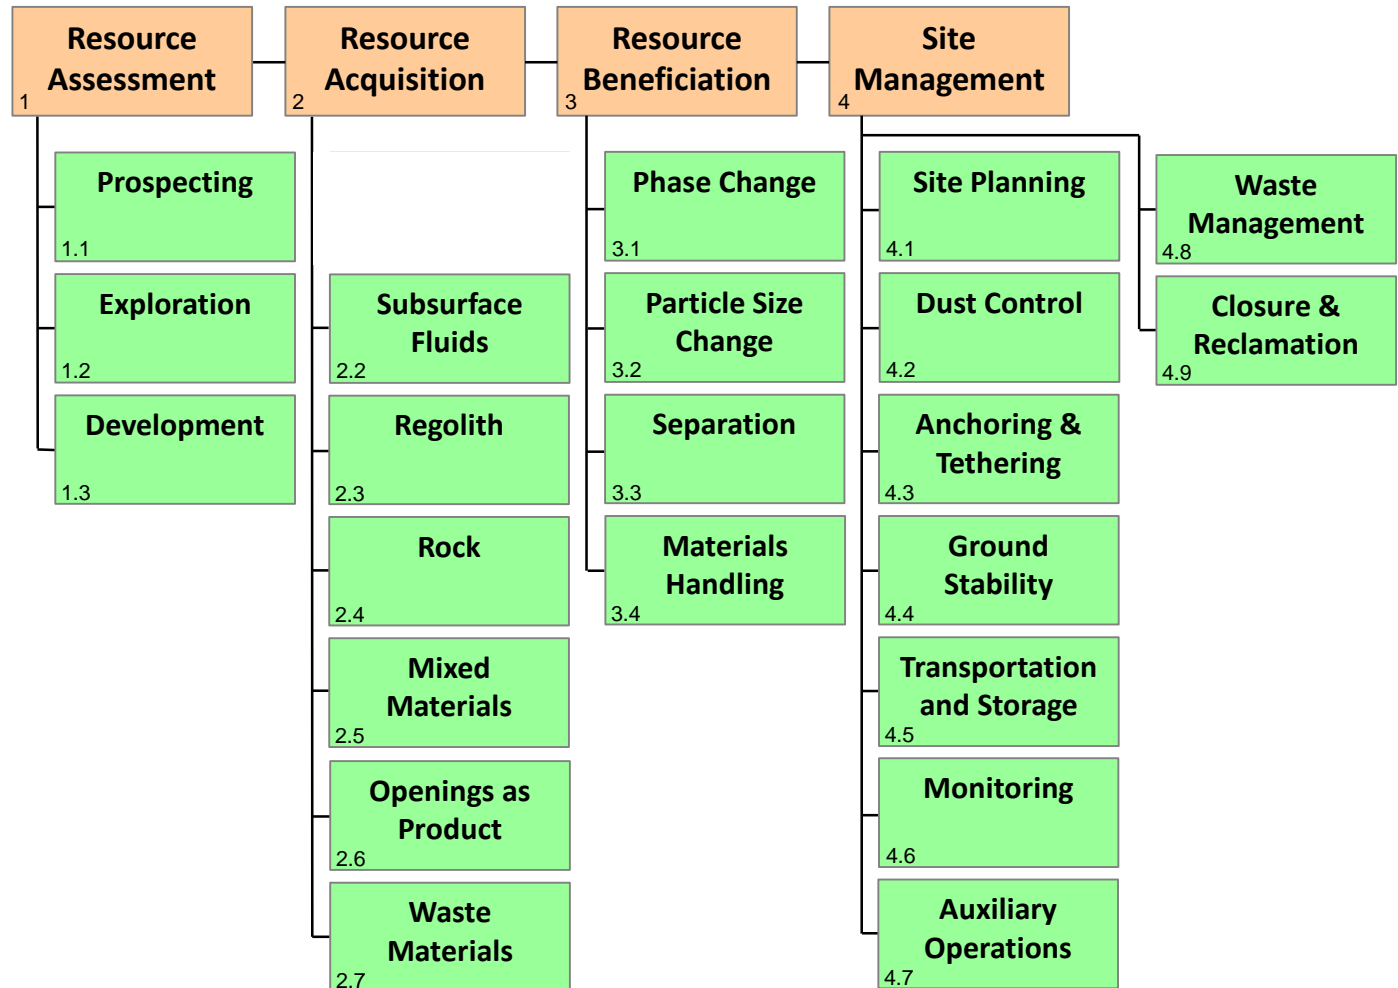 Resource
Assessment
1
Resource
Acquisition
2
Resource
Beneficiation
3
Site
Management
4
Prospecting
1.1
Exploration
1.2
Development
1.3
Subsurface
Fluids
2.2
Regolith
2.3
Rock
2.4
Mixed
Materials
2.5
Openings as
Product
2.6
Waste
Materials
2.7
Phase Change
3.1
Particle Size
Change
3.2
Separation
3.3
Materials
Handling
3.4
Site Planning
4.1
Dust Control
4.2
Anchoring &
Tethering
4.3
Ground
Stability
4.4
Transportation
and Storage
4.5
Monitoring
4.6
Auxiliary
Operations
4.7
Waste
Management
4.8
Closure &
Reclamation
4.9